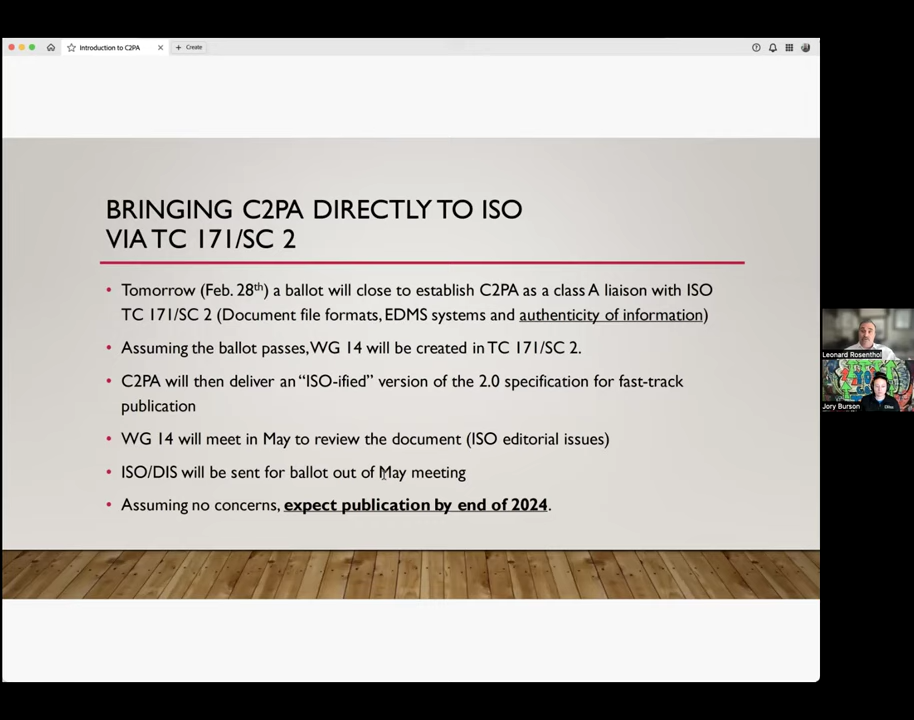 Introduction to C2PA
Create
BRINGING C2PA DIRECTLY TO ISO
VIA TC 171/SC 2
• Tomorrow (Feb. 28th) a ballot will close to establish C2PA as a class A liaison with ISO
TC 171/SC 2 (Document file formats, EDMS systems and authenticity of information)
• Assuming the ballot passes, WG 14 will be created in TC 171/SC 2.
• C2PA will then deliver an “ISO-ified” version of the 2.0 specification for fast-track
publication
• WG 14 will meet in May to review the document (ISO editorial issues)
• ISO/DIS will be sent for ballot out of May meeting
• Assuming no concerns, expect publication by end of 2024.
Leonard Rosenthol
Jory Burson